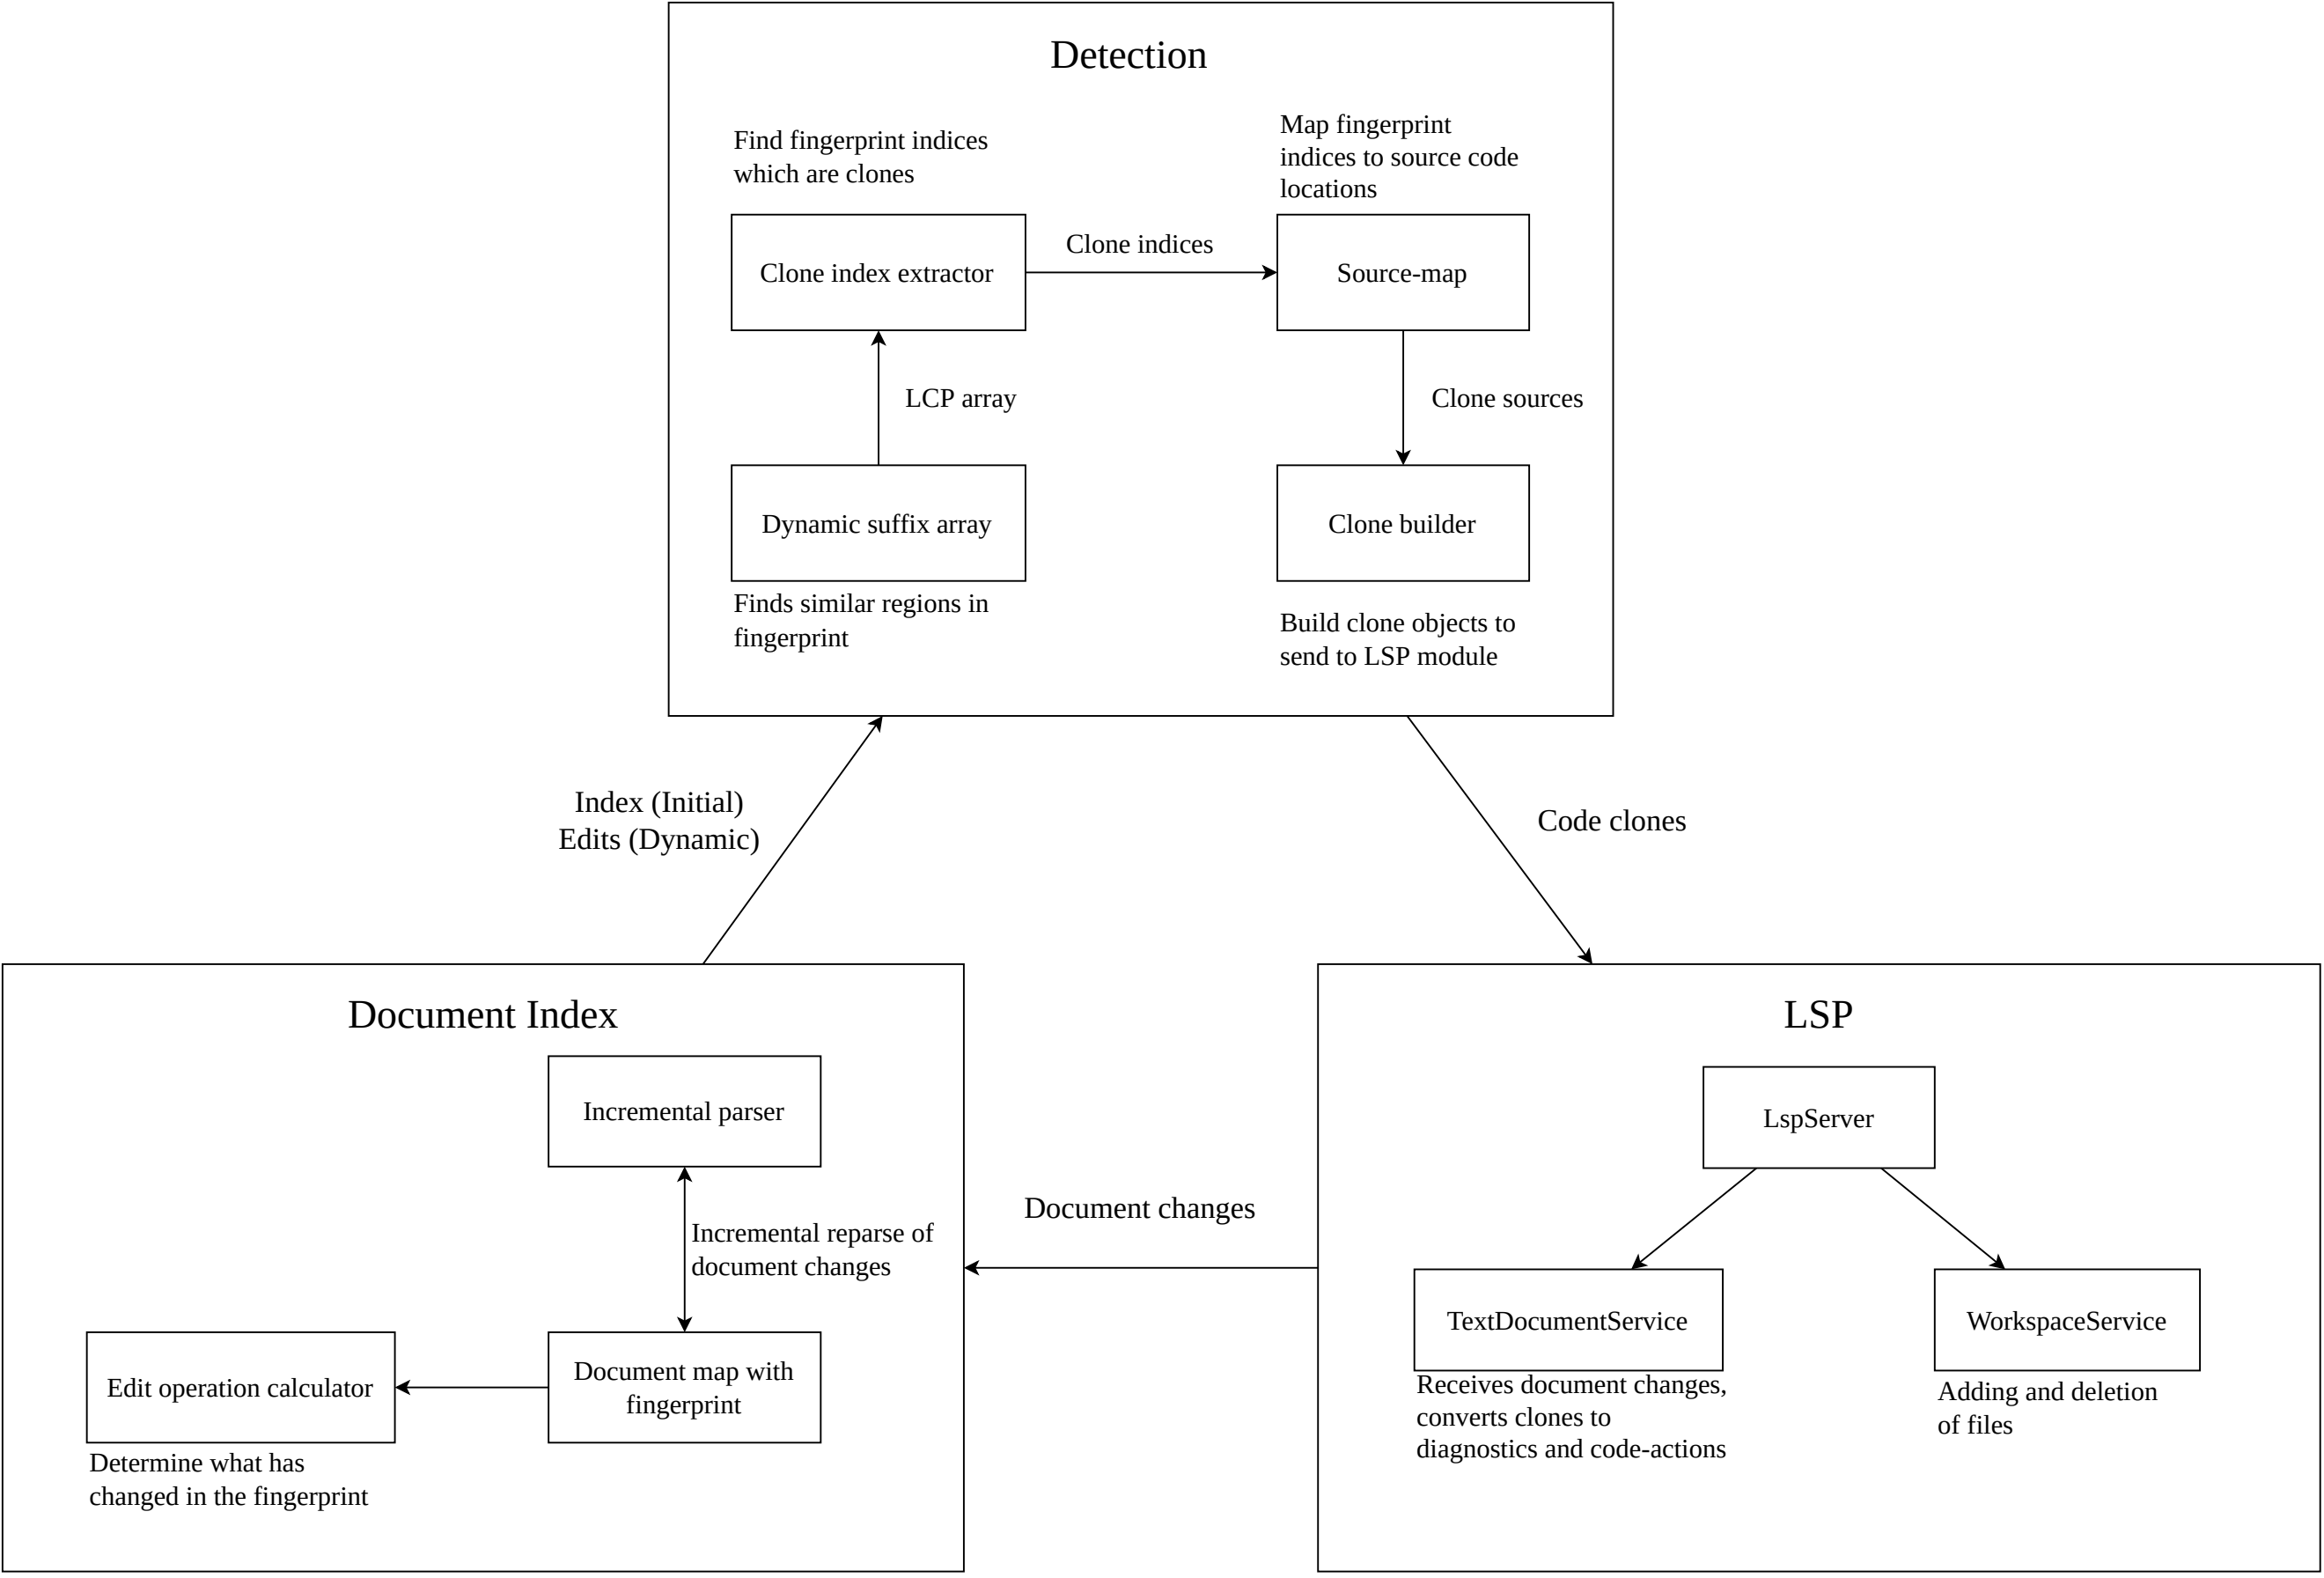 Detection
Find fingerprint indices
which are clones
Map fingerprint
indices to source code
locations
Clone index extractor
Clone indices
Source-map
LCP array
Clone sources
Dynamic suffix array
Clone builder
Finds similar regions in
fingerprint
Build clone objects to
send to LSP module
Index (Initial)
Edits (Dynamic)
Code clones
Document Index
Incremental parser
Incremental reparse of
document changes
Edit operation calculator
Document map with
fingerprint
Determine what has
changed in the fingerprint
Document changes
LSP
LspServer
TextDocumentService
WorkspaceService
Receives document changes,
converts clones to
diagnostics and code-actions
Adding and deletion
of files